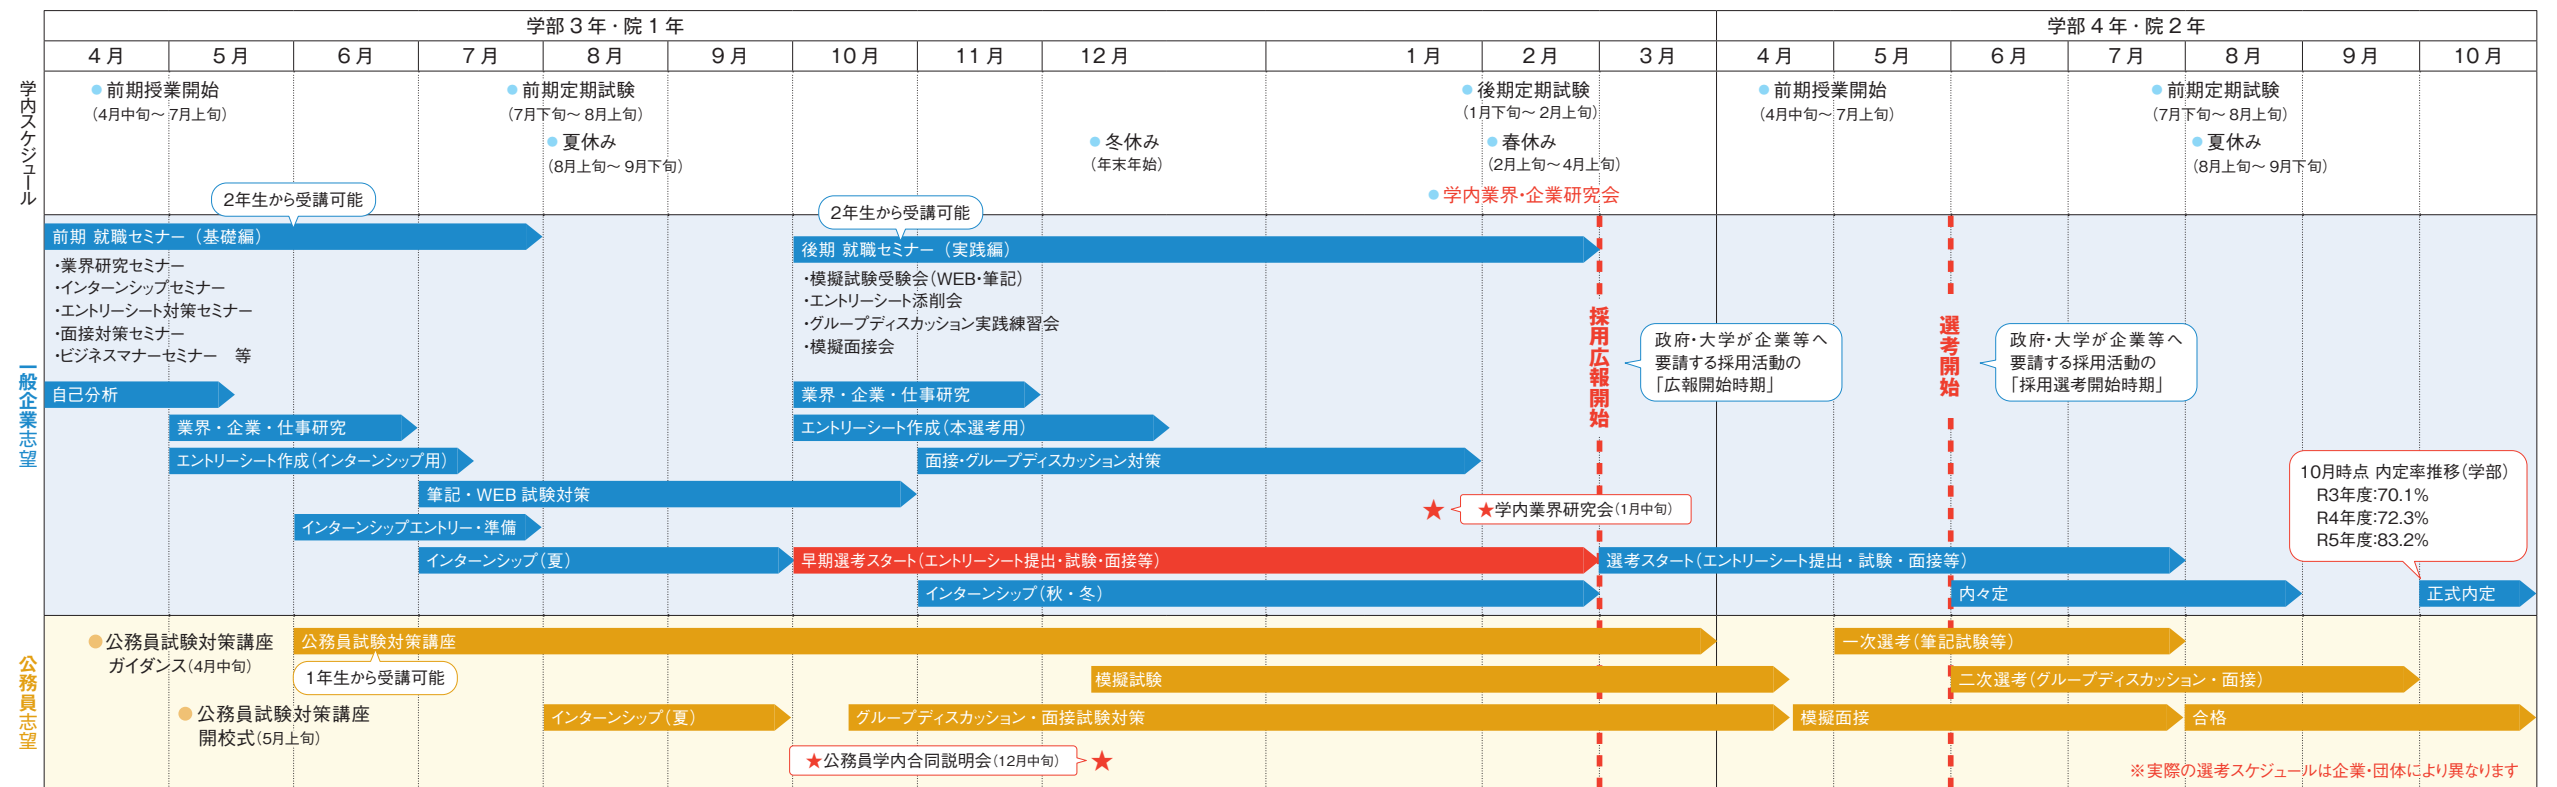 学部3年・院1年
学部4年・院2年
4月 5月 6月 7月 8月 9月 10月 11月 12月 1月 2月 3月 4月 5月 6月 7月 8月 9月 10月
学内スケジュール
前期授業開始
(4月中旬～7月上旬)
前期定期試験
(7月下旬～8月上旬)
夏休み
(8月上旬～9月下旬)
冬休み
(年末年始)
後期定期試験
(1月下旬～2月上旬)
春休み
(2月上旬～4月上旬)
学内業界・企業研究会
前期授業開始
(4月中旬～7月上旬)
前期定期試験
(7月下旬～8月上旬)
夏休み
(8月上旬～9月下旬)
一般企業志望
2年生から受講可能
前期 就職セミナー（基礎編）
・業界研究セミナー
・インターンシップセミナー
・エントリーシート対策セミナー
・面接対策セミナー
・ビジネスマナーセミナー 等
2年生から受講可能
後期 就職セミナー（実践編）
・模擬試験受験会（WEB・筆記）
・エントリーシート添削会
・グループディスカッション実践練習会
・模擬面接会
採用広報開始
政府・大学が企業等へ
要請する採用活動の
「広報開始時期」
選考開始
政府・大学が企業等へ
要請する採用活動の
「採用選考開始時期」
自己分析
業界・企業・仕事研究
業界・企業・仕事研究
エントリーシート作成（本選考用）
エントリーシート作成（インターンシップ用）
面接・グループディスカッション対策
筆記・WEB 試験対策
★ ★学内業界研究会（1月中旬）
インターンシップエントリー・準備
インターンシップ（夏）
早期選考スタート（エントリーシート提出・試験・面接等）
選考スタート（エントリーシート提出・試験・面接等）
インターンシップ（秋・冬）
内々定
10月時点 内定率推移（学部）
R3年度:70.1%
R4年度:72.3%
R5年度:83.2%
正式内定
公務員志望
公務員試験対策講座
ガイダンス（4月中旬）
公務員試験対策講座
1年生から受講可能
公務員試験対策講座
開校式（5月上旬）
一次選考（筆記試験等）
模擬試験
二次選考（グループディスカッション・面接）
インターンシップ（夏）
グループディスカッション・面接試験対策
模擬面接
合格
★公務員学内合同説明会（12月中旬） ★
※実際の選考スケジュールは企業・団体により異なります